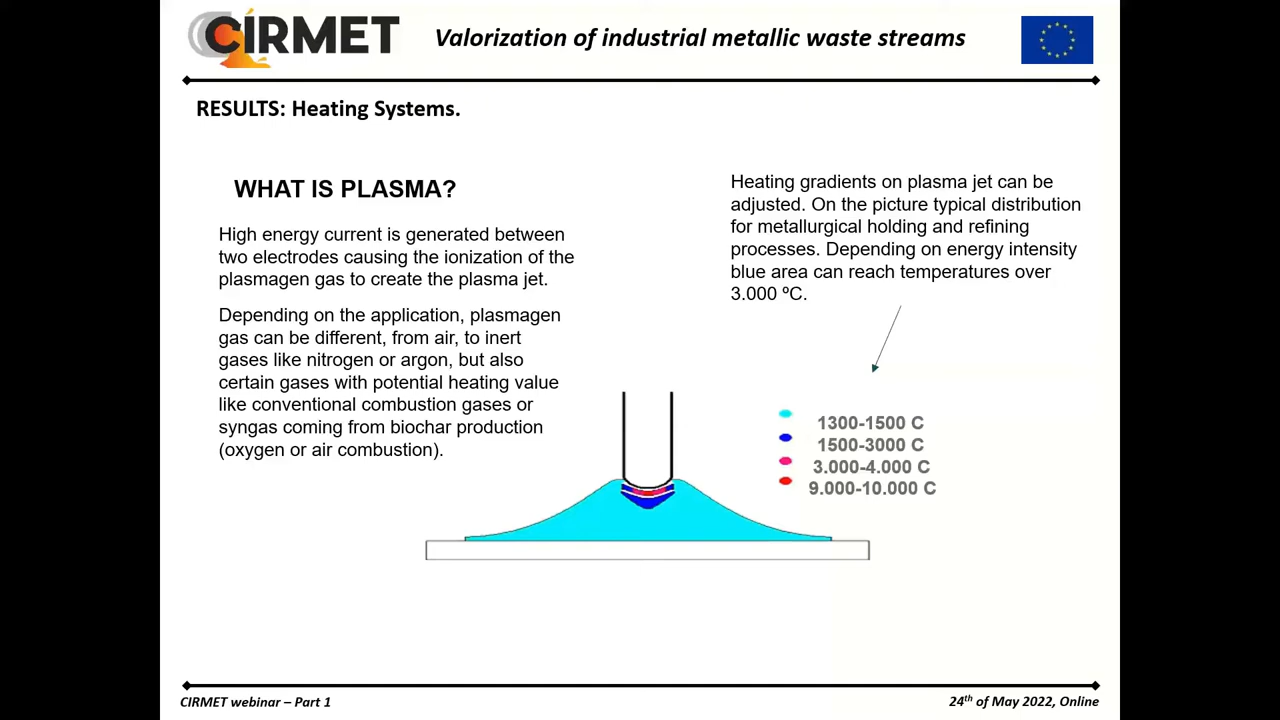 CIRMET
Valorization of industrial metallic waste streams
RESULTS: Heating Systems.
WHAT IS PLASMA?
High energy current is generated between
two electrodes causing the ionization of the
plasmagen gas to create the plasma jet.
Depending on the application, plasmagen
gas can be different, from air, to inert
gases like nitrogen or argon, but also
certain gases with potential heating value
like conventional combustion gases or
syngas coming from biochar production
(oxygen or air combustion).
Heating gradients on plasma jet can be
adjusted. On the picture typical distribution
for metallurgical holding and refining
processes. Depending on energy intensity
blue area can reach temperatures over
3.000 ºC.
1300-1500 C
1500-3000 C
3.000-4.000 C
9.000-10.000 C
CIRMET webinar – Part 1
24th of May 2022, Online